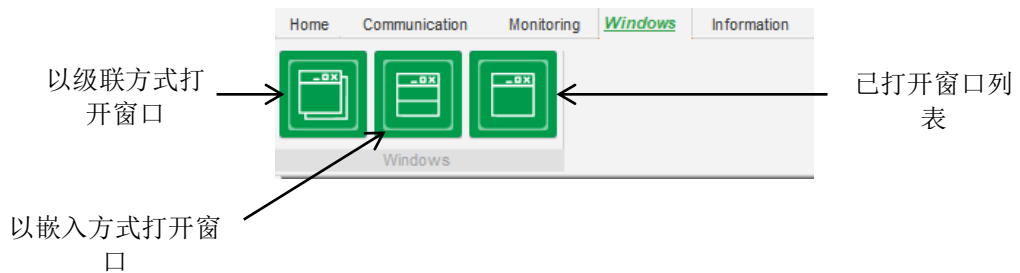 Home Communication Monitoring Windows Information
以级联方式打
开窗口
已打开窗口列
表
Windows
以嵌入方式打开窗
口